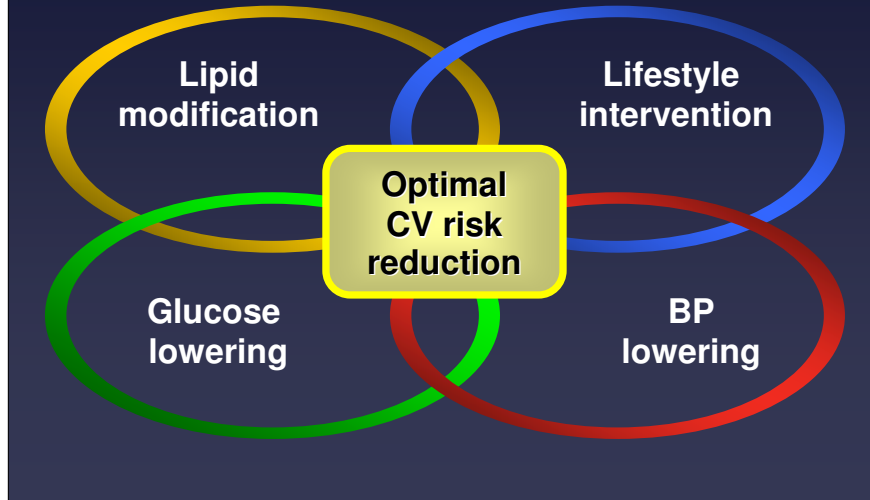 Lipid
modification
Lifestyle
intervention
Optimal
CV risk
reduction
Glucose
lowering
BP
lowering